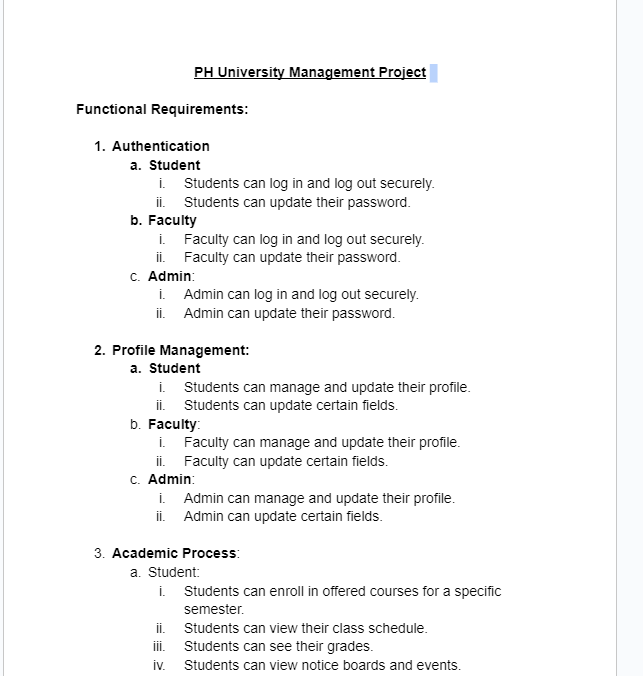 PH University Management Project
Functional Requirements:
1. Authentication
a. Student
i. Students can log in and log out securely.
ii. Students can update their password.
b. Faculty
i. Faculty can log in and log out securely.
ii. Faculty can update their password.
c. Admin:
i. Admin can log in and log out securely.
ii. Admin can update their password.
2. Profile Management:
a. Student
i. Students can manage and update their profile.
ii. Students can update certain fields.
b. Faculty:
i. Faculty can manage and update their profile.
ii. Faculty can update certain fields.
c. Admin:
i. Admin can manage and update their profile.
ii. Admin can update certain fields.
3. Academic Process:
a. Student:
i. Students can enroll in offered courses for a specific
semester.
ii. Students can view their class schedule.
iii. Students can see their grades.
iv. Students can view notice boards and events.